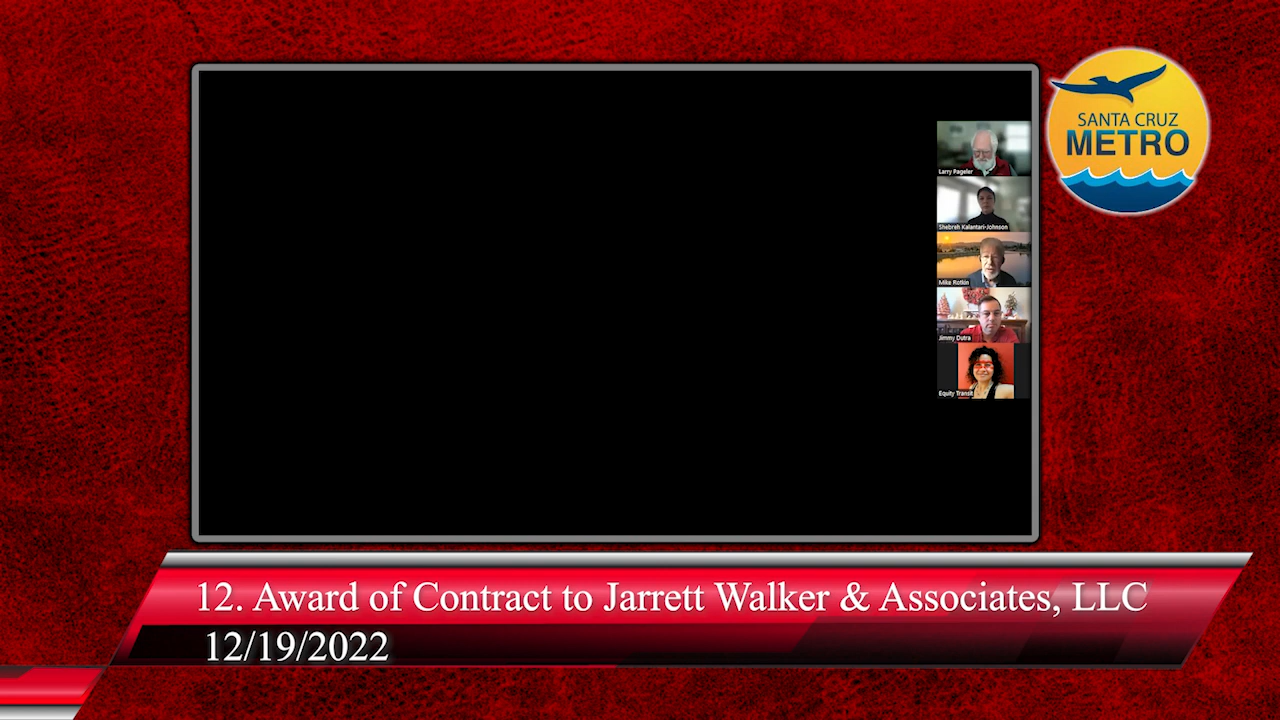 SANTA CRUZ
METRO
Larry Pageler
Shebreh Kalantari-Johnson
Mike Rotkin
Jimmy Dutra
Equity Transit
12. Award of Contract to Jarrett Walker & Associates, LLC
12/19/2022